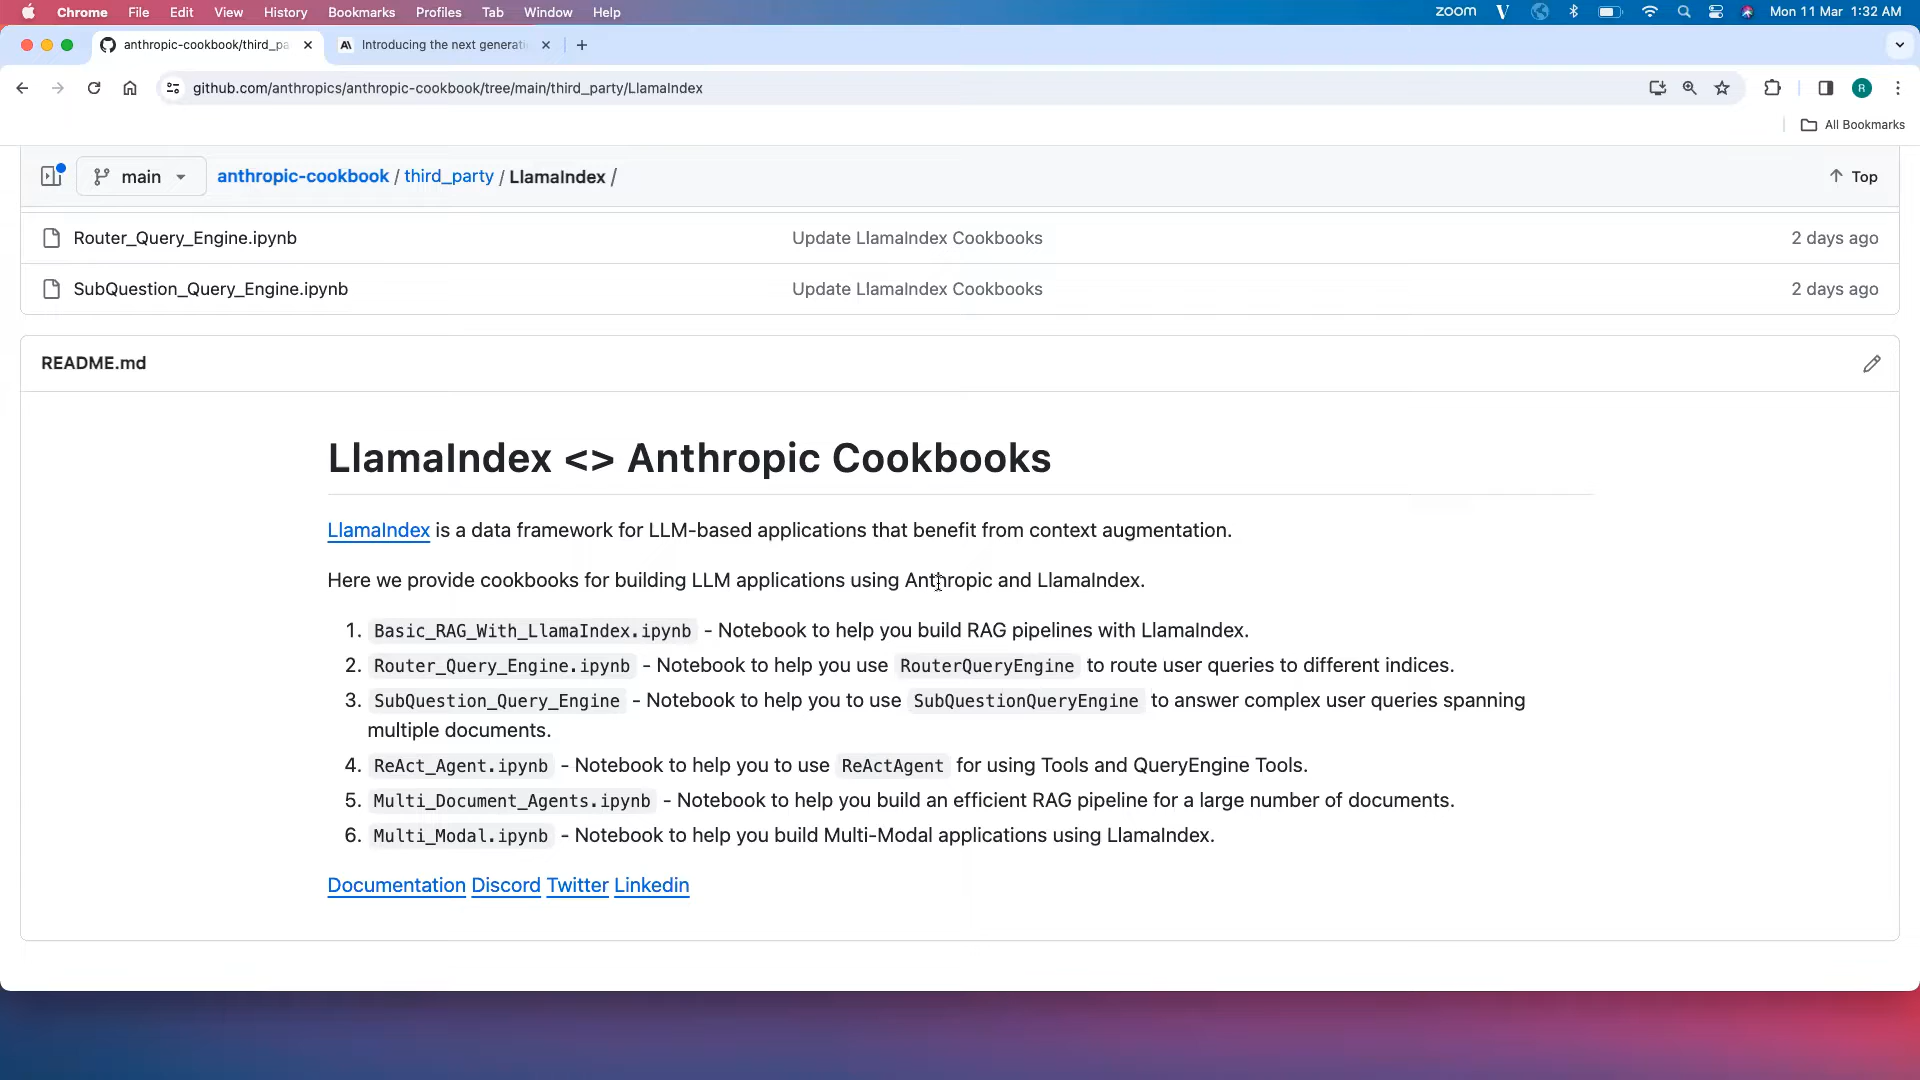 Chrome File Edit View History Bookmarks Profiles Tab Window Help zoom Mon 11 Mar 1:32 AM
anthropic-cookbook/third_pa Introducing the next generati
github.com/anthropics/anthropic-cookbook/tree/main/third_party/LlamaIndex R
All Bookmarks
main anthropic-cookbook / third_party / LlamaIndex / Top
Router_Query_Engine.ipynb Update LlamaIndex Cookbooks 2 days ago
SubQuestion_Query_Engine.ipynb Update LlamaIndex Cookbooks 2 days ago
README.md
LlamaIndex <> Anthropic Cookbooks
LlamaIndex is a data framework for LLM-based applications that benefit from context augmentation.
Here we provide cookbooks for building LLM applications using Anthropic and LlamaIndex.
1. Basic_RAG_With_LlamaIndex.ipynb - Notebook to help you build RAG pipelines with LlamaIndex.
2. Router_Query_Engine.ipynb - Notebook to help you use RouterQueryEngine to route user queries to different indices.
3. SubQuestion_Query_Engine - Notebook to help you to use SubQuestionQueryEngine to answer complex user queries spanning
multiple documents.
4. ReAct_Agent.ipynb - Notebook to help you to use ReActAgent for using Tools and QueryEngine Tools.
5. Multi_Document_Agents.ipynb - Notebook to help you build an efficient RAG pipeline for a large number of documents.
6. Multi_Modal.ipynb - Notebook to help you build Multi-Modal applications using LlamaIndex.
Documentation Discord Twitter Linkedin